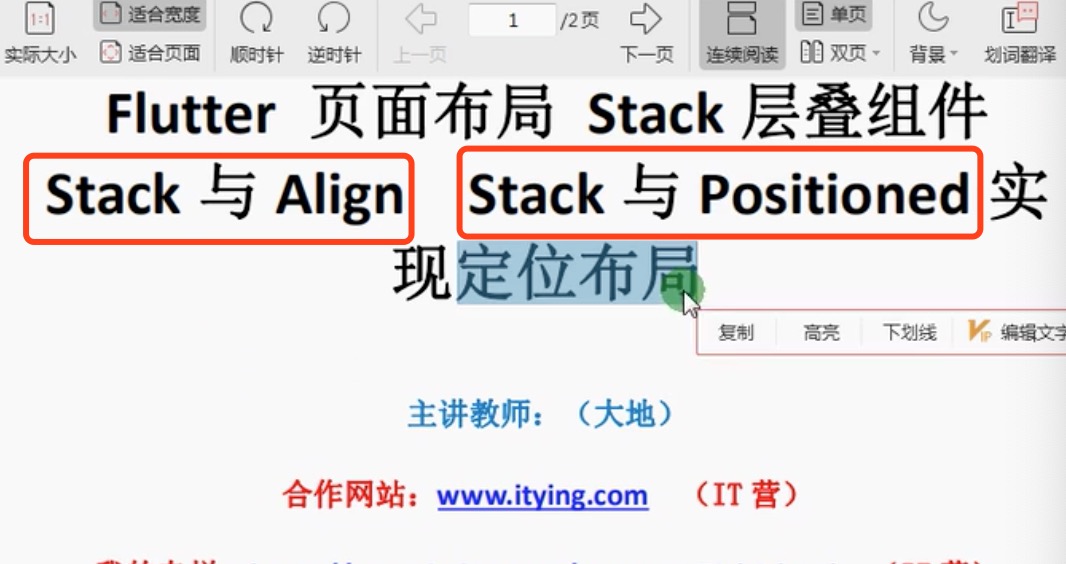 适合宽度 1 /2页 单页
实际大小 适合页面 顺时针 逆时针 上一页 下一页 连续阅读 双页 背景 划词翻译
Flutter 页面布局 Stack 层叠组件
Stack 与 Align Stack 与 Positioned 实
现定位布局
复制 高亮 下划线 VIP 编辑文字
主讲教师：（大地）
合作网站：www.itying.com （IT 营）